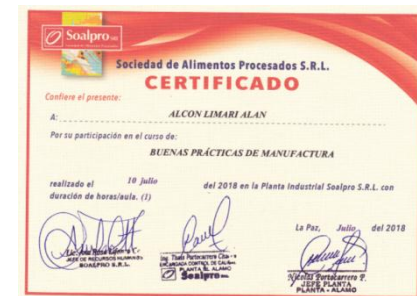 Soalpro SRL
Sociedad de Alimentos Procesados S.R.L.
CERTIFICADO
Confiere el presente:
A: ALCON LIMARI ALAN
Por su participación en el curso de:
BUENAS PRÁCTICAS DE MANUFACTURA
realizado el 10 julio del 2018 en la Planta Industrial Soalpro S.R.L. con
duración de horas/aula. (1)
La Paz, Julio del 2018
JEFE DE RECURSOS HUMANOS
SOALPRO S.R.L.
ENCARGADA CONTROL DE CALIDAD
PLANTA EL ALAMO
Soalpro
Nicolás Portocarrero P.
JEFE PLANTA
PLANTA - ALAMO